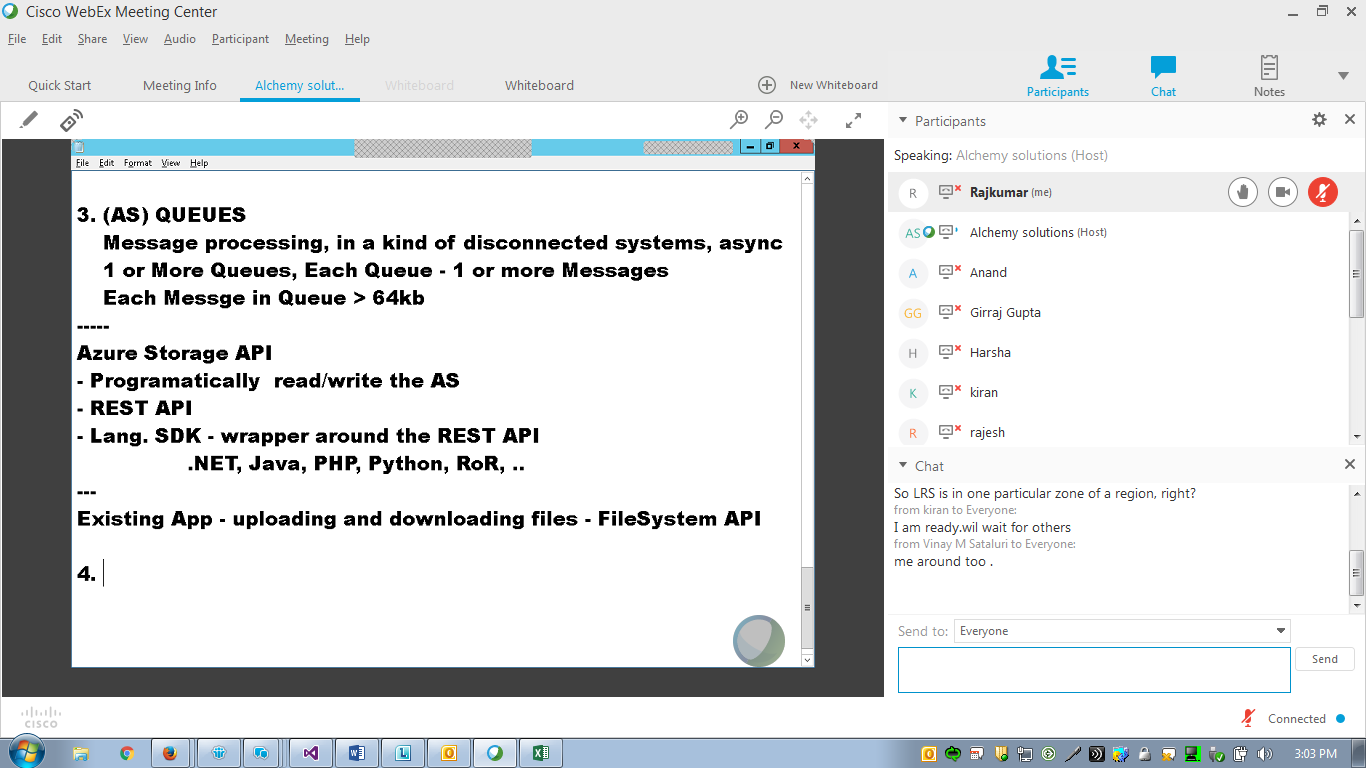 Cisco WebEx Meeting Center
File Edit Share View Audio Participant Meeting Help
Quick Start Meeting Info Alchemy solut... Whiteboard Whiteboard New Whiteboard
Participants Chat Notes
File Edit Format View Help
3. (AS) QUEUES
Message processing, in a kind of disconnected systems, async
1 or More Queues, Each Queue - 1 or more Messages
Each Messge in Queue > 64kb
-----
Azure Storage API
- Programatically read/write the AS
- REST API
- Lang. SDK - wrapper around the REST API
.NET, Java, PHP, Python, RoR, ..
---
Existing App - uploading and downloading files - FileSystem API
4.
Participants
Speaking: Alchemy solutions (Host)
R Rajkumar (me)
AS Alchemy solutions (Host)
A Anand
GG Girraj Gupta
H Harsha
K kiran
R rajesh
Chat
So LRS is in one particular zone of a region, right?
from kiran to Everyone:
I am ready.wil wait for others
from Vinay M Sataluri to Everyone:
me around too .
Send to: Everyone
Send
CISCO
Connected
3:03 PM